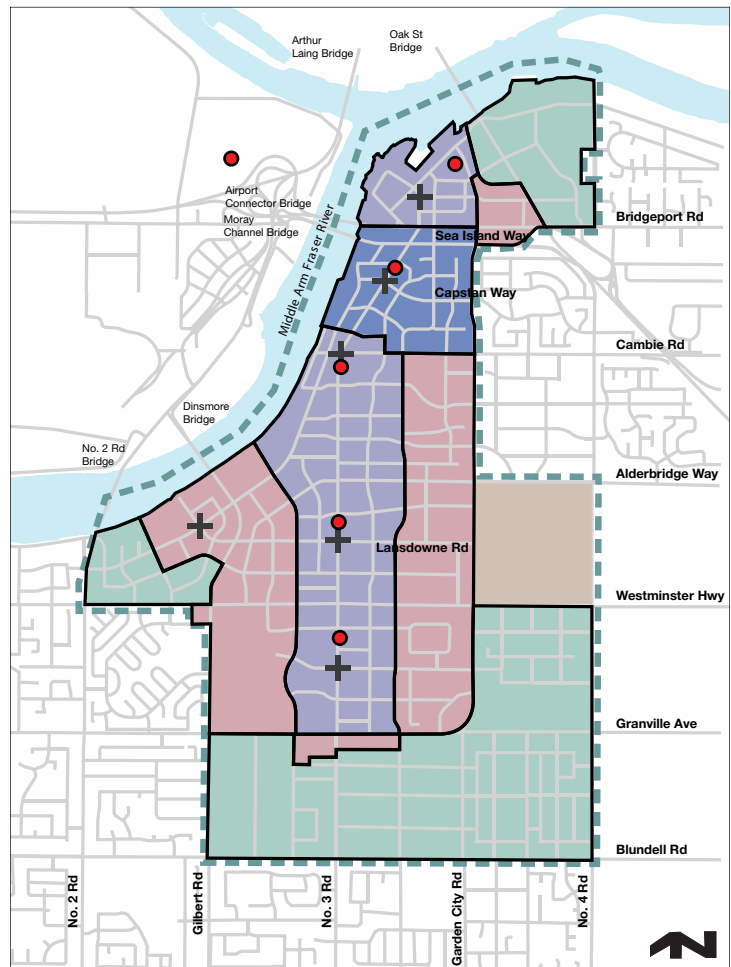 Arthur
Laing Bridge
Oak St
Bridge
Airport
Connector Bridge
Moray
Channel Bridge
Bridgeport Rd
Sea Island Way
Middle Arm Fraser River
Capstan Way
Cambie Rd
Dinsmore
Bridge
No. 2 Rd
Bridge
Alderbridge Way
Lansdowne Rd
Westminster Hwy
Granville Ave
Blundell Rd
No. 2 Rd
Gilbert Rd
No. 3 Rd
Garden City Rd
No. 4 Rd
N